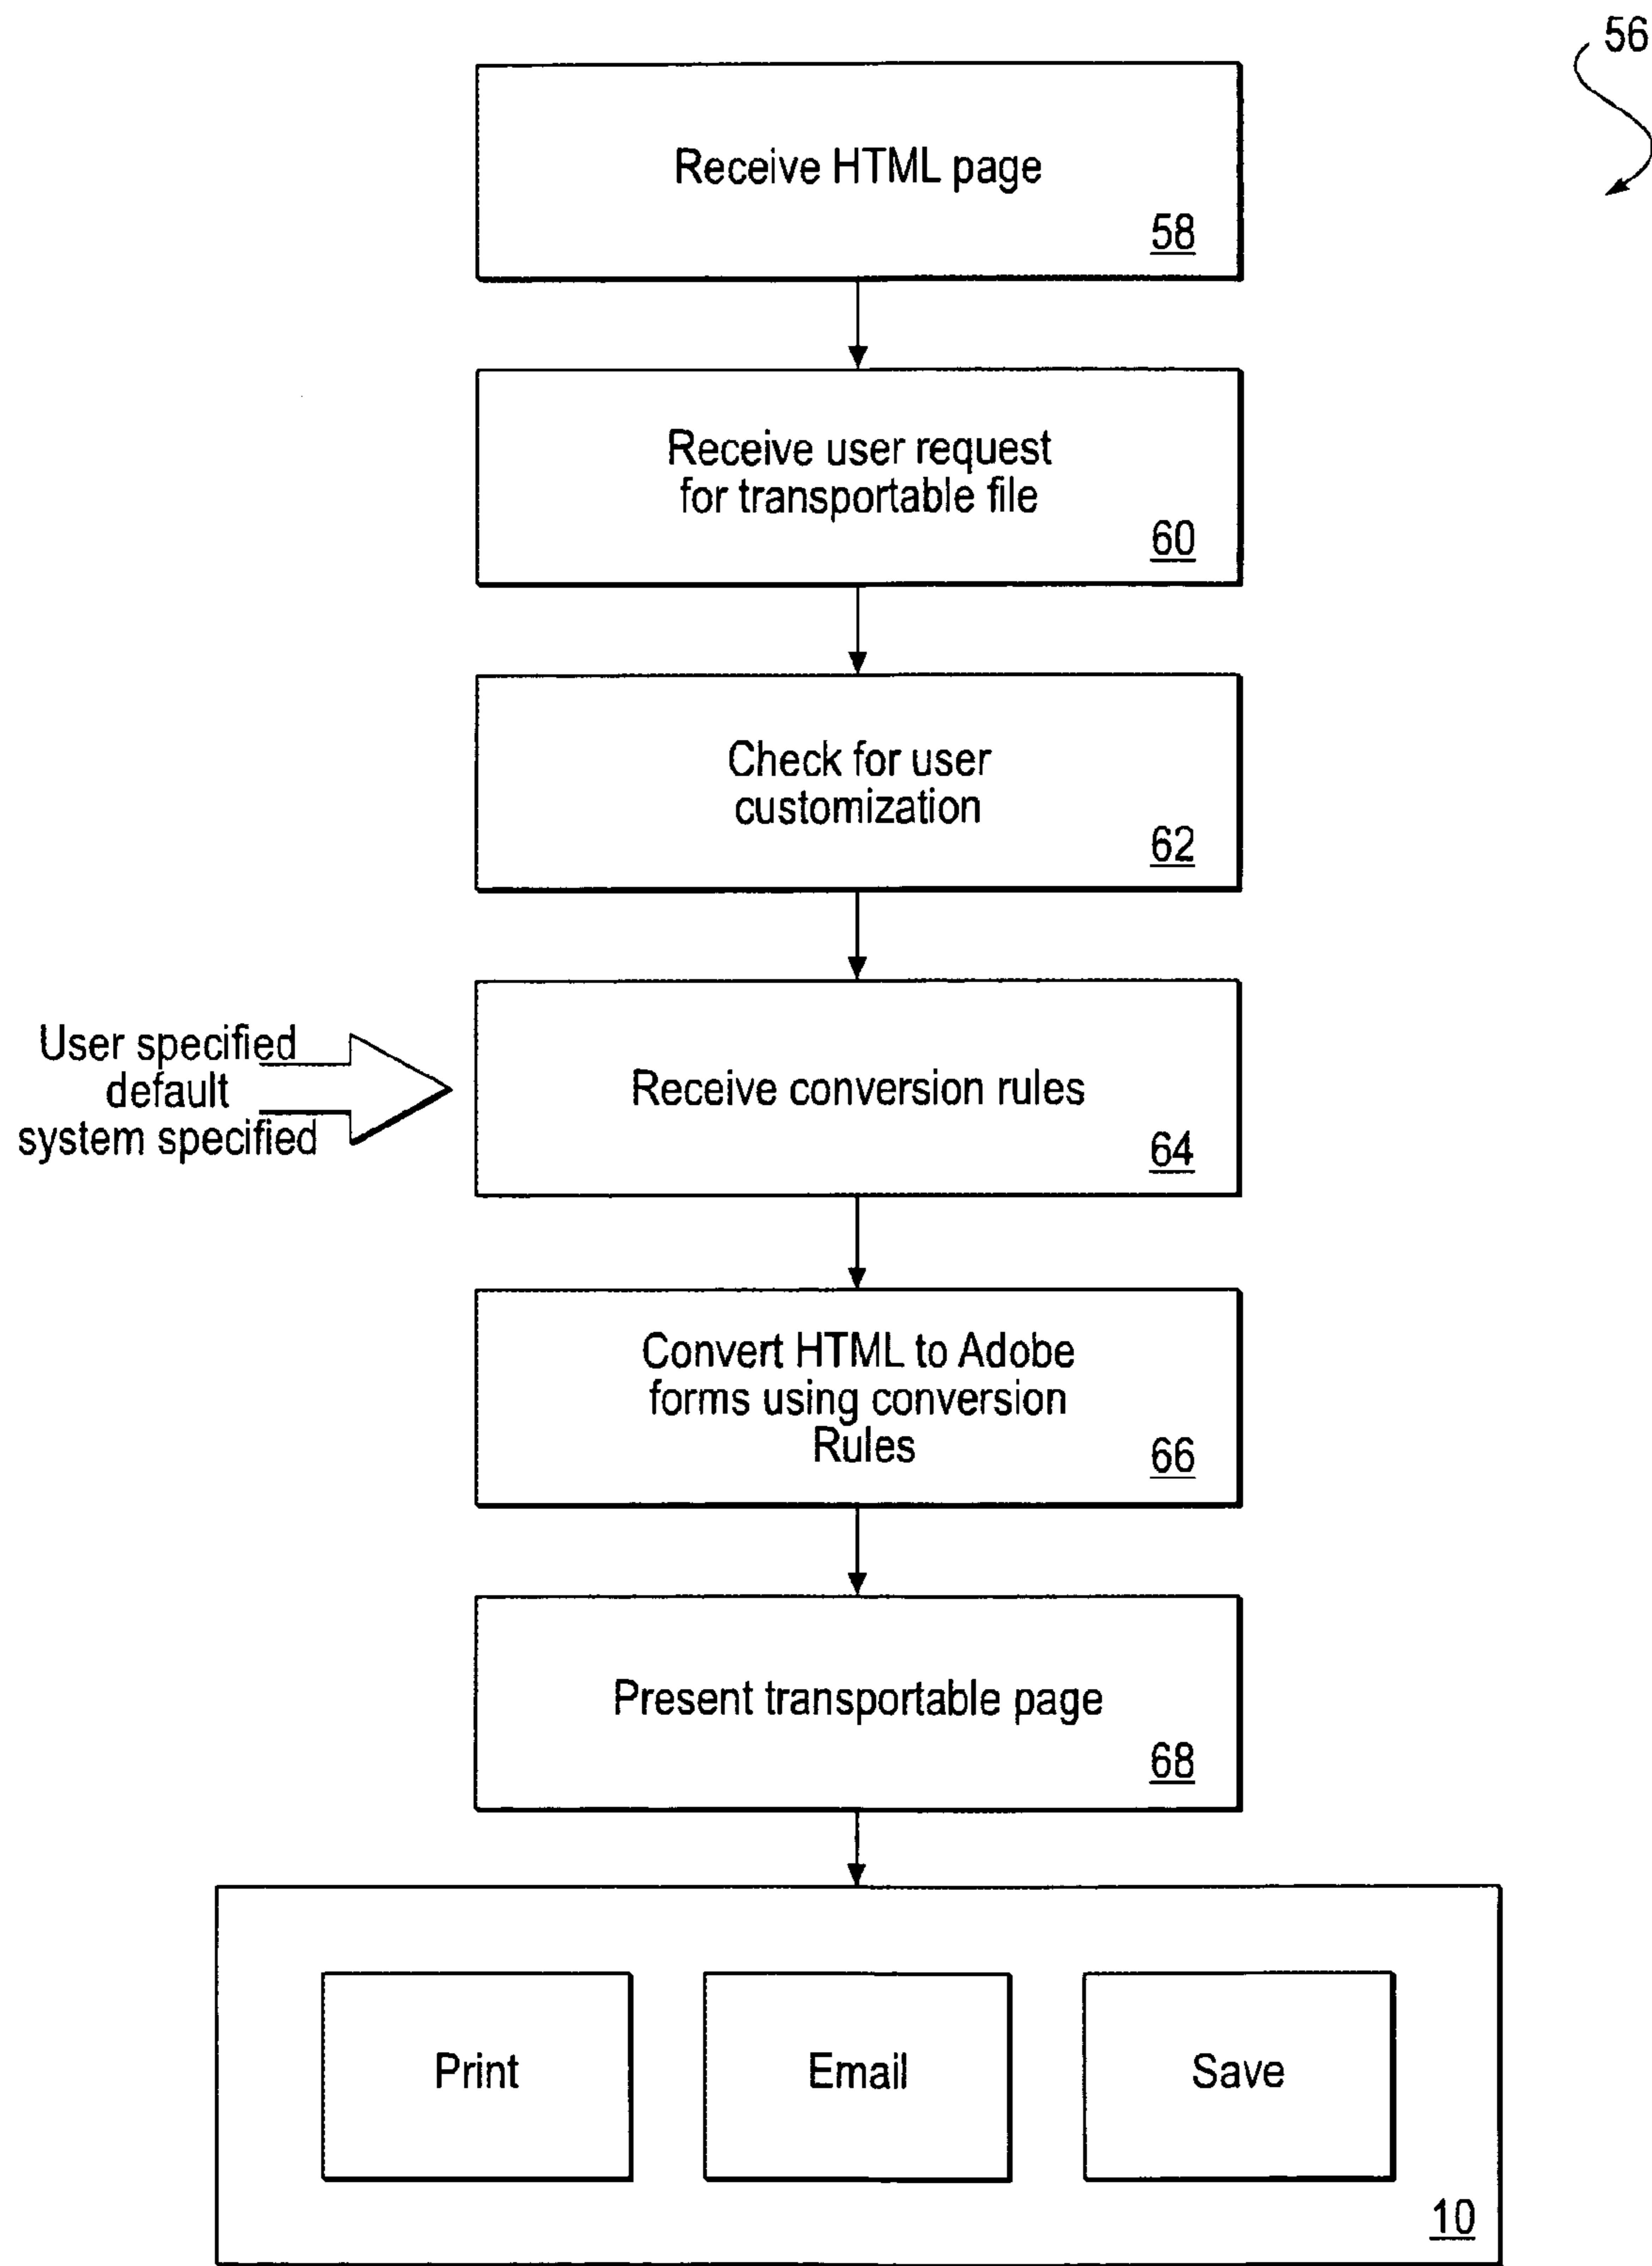 56
Receive HTML page
58
Receive user request
for transportable file
60
Check for user
customization
62
User specified
default
system specified
Receive conversion rules
64
Convert HTML to Adobe
forms using conversion
Rules
66
Present transportable page
68
Print
Email
Save
10